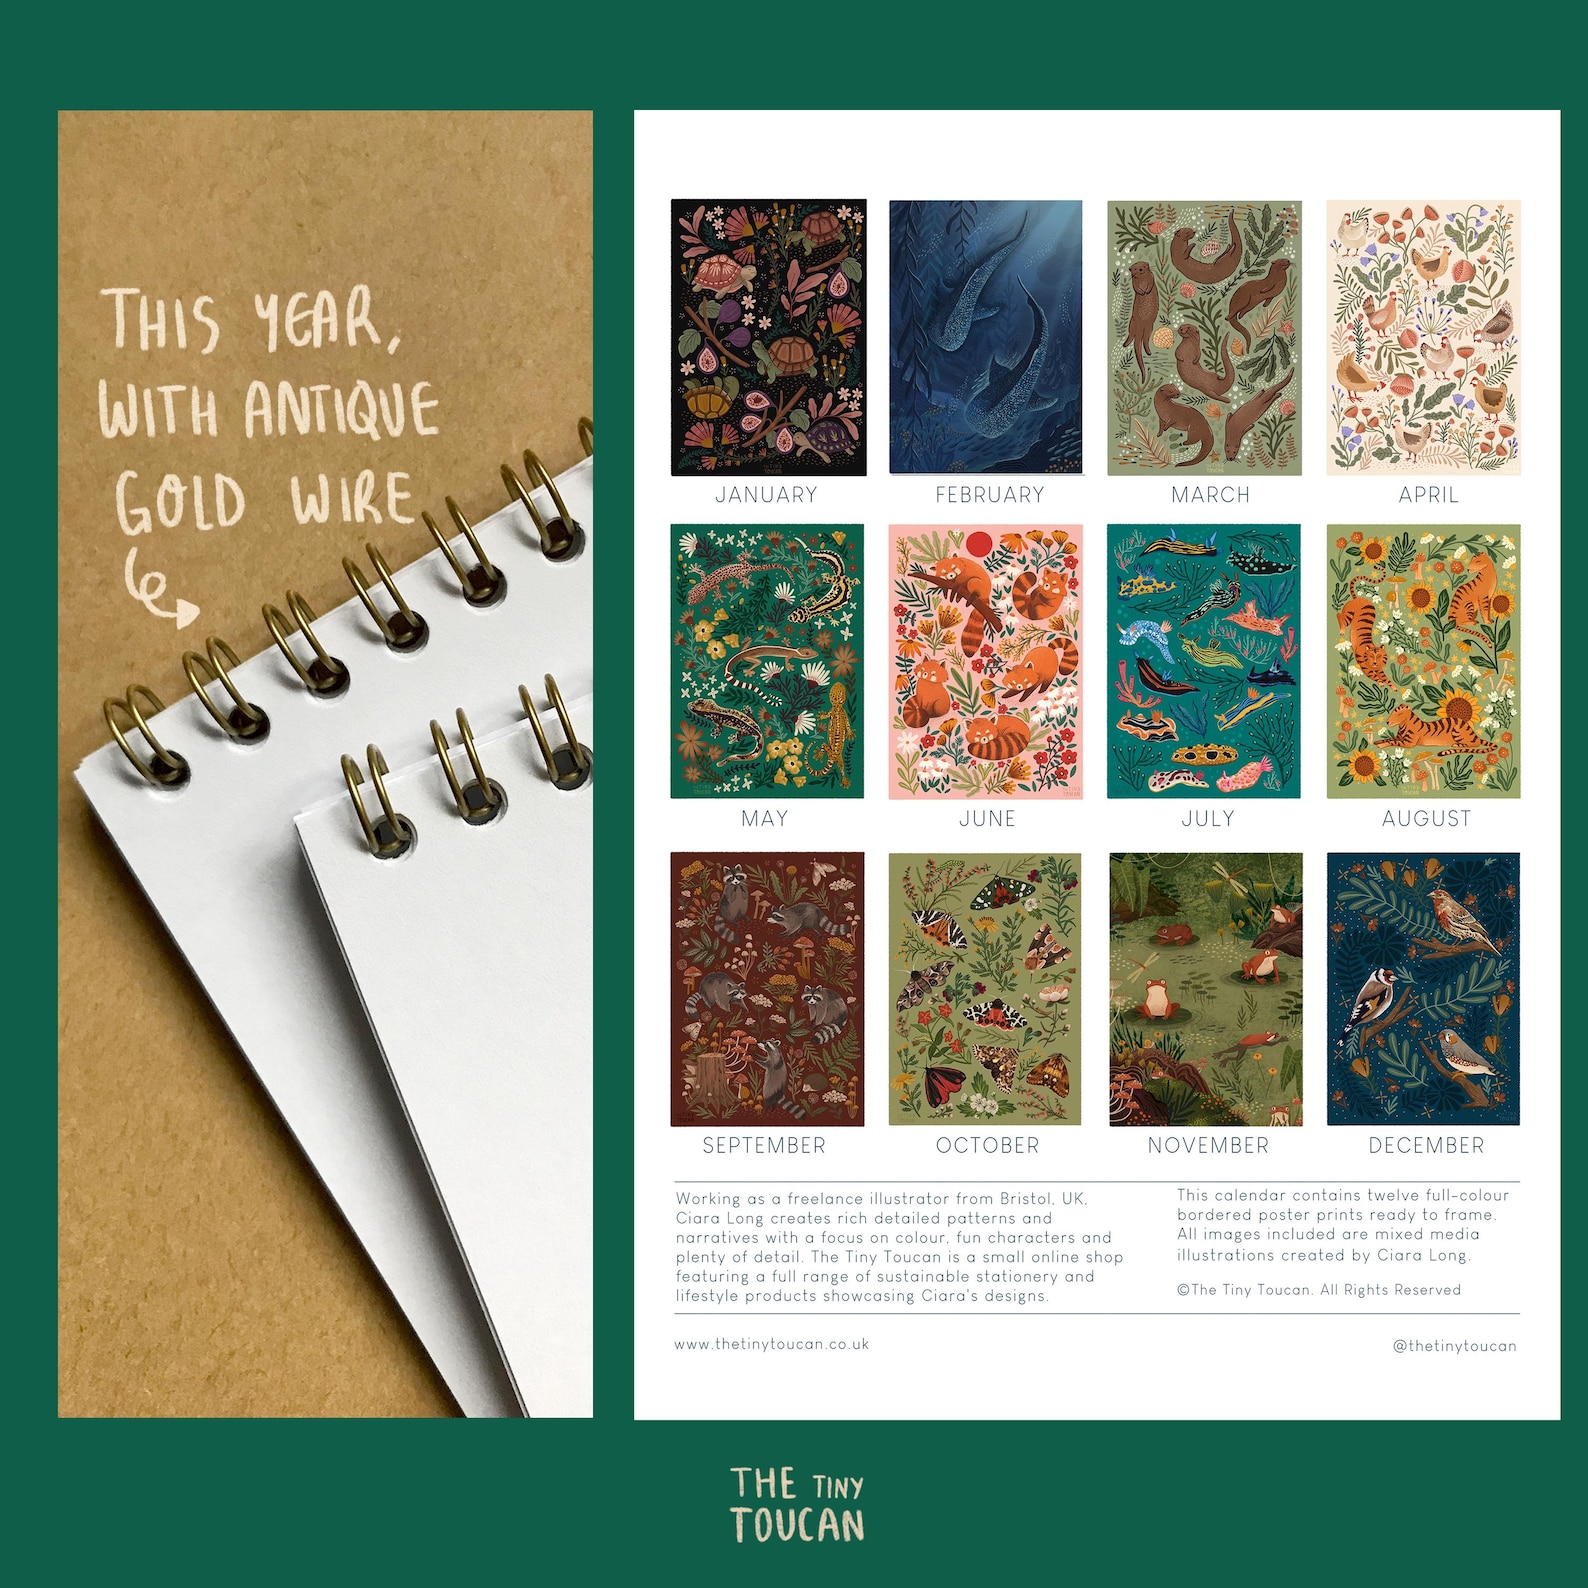 THIS YEAR,
WITH ANTIQUE
GOLD WIRE
JANUARY
FEBRUARY
MARCH
APRIL
MAY
JUNE
JULY
AUGUST
SEPTEMBER
OCTOBER
NOVEMBER
DECEMBER
Working as a freelance illustrator from Bristol, UK,
Ciara Long creates rich detailed patterns and
narratives with a focus on colour, fun characters and
plenty of detail. The Tiny Toucan is a small online shop
featuring a full range of sustainable stationery and
lifestyle products showcasing Ciara's designs.
This calendar contains twelve full-colour
bordered poster prints ready to frame.
All images included are mixed media
illustrations created by Ciara Long.
©The Tiny Toucan. All Rights Reserved
www.thetinytoucan.co.uk
@thetinytoucan
THE TINY
TOUCAN